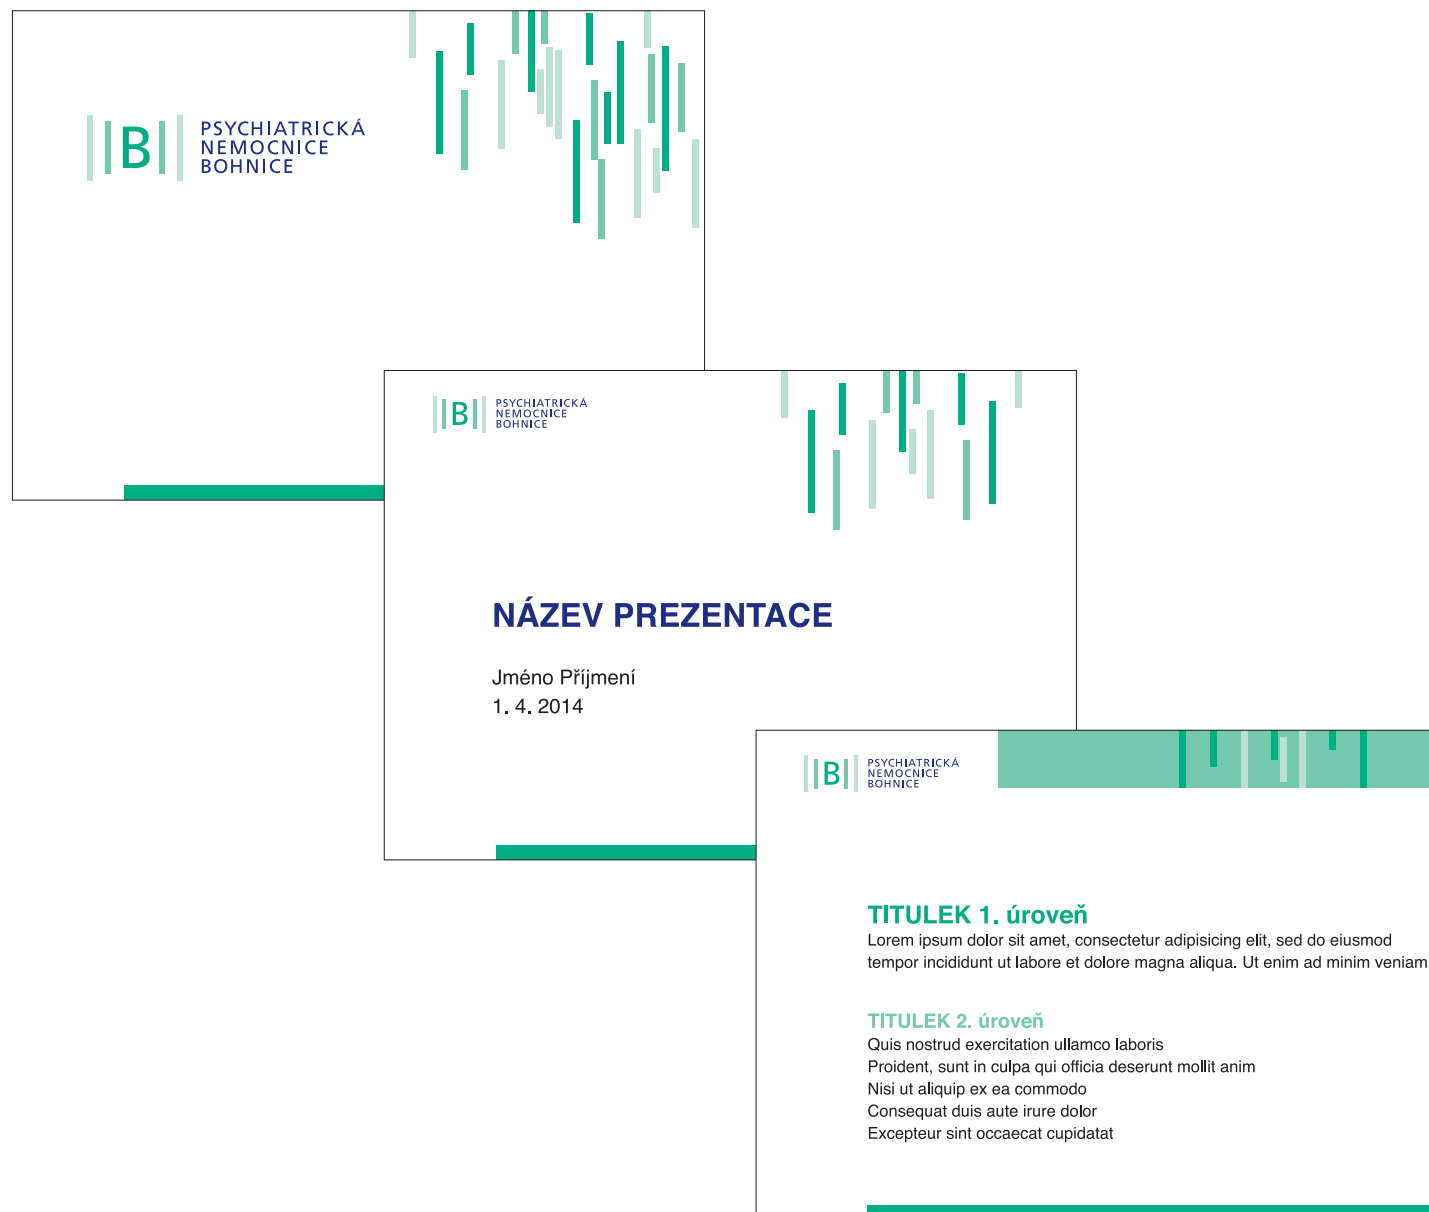 B
PSYCHIATRICKÁ
NEMOCNICE
BOHNICE
B
PSYCHIATRICKÁ
NEMOCNICE
BOHNICE
NÁZEV PREZENTACE
Jméno Příjmení
1. 4. 2014
B
PSYCHIATRICKÁ
NEMOCNICE
BOHNICE
TITULEK 1. úroveň
Lorem ipsum dolor sit amet, consectetur adipisicing elit, sed do eiusmod
tempor incididunt ut labore et dolore magna aliqua. Ut enim ad minim veniam
TITULEK 2. úroveň
Quis nostrud exercitation ullamco laboris
Proident, sunt in culpa qui officia deserunt mollit anim
Nisi ut aliquip ex ea commodo
Consequat duis aute irure dolor
Excepteur sint occaecat cupidatat